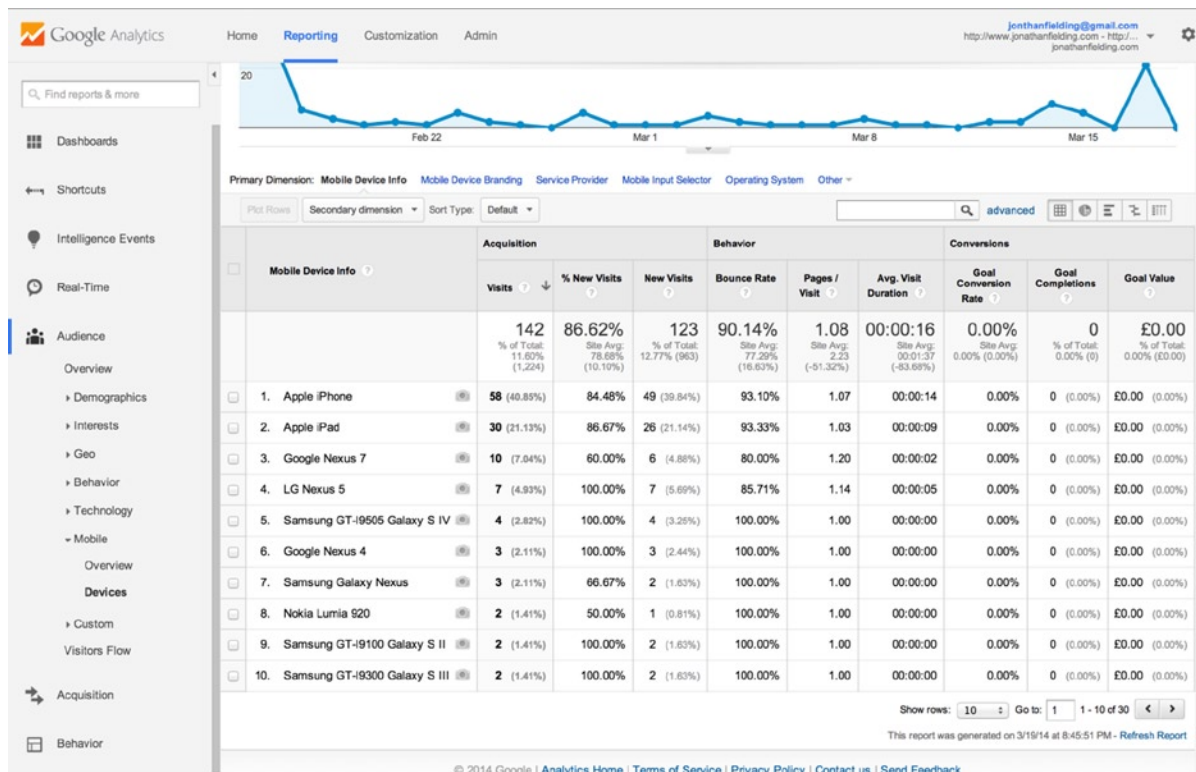 Google Analytics
Home Reporting Customization Admin
jonthanfielding@gmail.com
http://www.jonathanfielding.com - http:/...
jonathanfielding.com
Find reports & more
Dashboards
Shortcuts
Intelligence Events
Real-Time
Audience
Overview
Demographics
Interests
Geo
Behavior
Technology
Mobile
Overview
Devices
Custom
Visitors Flow
Acquisition
Behavior
20
Feb 22 Mar 1 Mar 8 Mar 15
Primary Dimension: Mobile Device Info Mobile Device Branding Service Provider Mobile Input Selector Operating System Other
Plot Rows Secondary dimension Sort Type: Default advanced
Acquisition Behavior Conversions
Mobile Device Info ? Visits ? % New Visits ? New Visits ? Bounce Rate ? Pages / Visit ? Avg. Visit Duration ? Goal Conversion Rate ? Goal Completions ? Goal Value ?
142 86.62% 123 90.14% 1.08 00:00:16 0.00% 0 £0.00
% of Total: Site Avg: % of Total: Site Avg: Site Avg: Site Avg: Site Avg: % of Total: % of Total:
11.60% 78.68% 12.77% (963) 77.29% 2.23 00:01:37 0.00% (0.00%) 0.00% (0) 0.00% (£0.00)
(1,224) (10.10%) (16.63%) (-51.32%) (-83.68%)
1. Apple iPhone 58 (40.85%) 84.48% 49 (39.84%) 93.10% 1.07 00:00:14 0.00% 0 (0.00%) £0.00 (0.00%)
2. Apple iPad 30 (21.13%) 86.67% 26 (21.14%) 93.33% 1.03 00:00:09 0.00% 0 (0.00%) £0.00 (0.00%)
3. Google Nexus 7 10 (7.04%) 60.00% 6 (4.88%) 80.00% 1.20 00:00:02 0.00% 0 (0.00%) £0.00 (0.00%)
4. LG Nexus 5 7 (4.93%) 100.00% 7 (5.69%) 85.71% 1.14 00:00:05 0.00% 0 (0.00%) £0.00 (0.00%)
5. Samsung GT-I9505 Galaxy S IV 4 (2.82%) 100.00% 4 (3.25%) 100.00% 1.00 00:00:00 0.00% 0 (0.00%) £0.00 (0.00%)
6. Google Nexus 4 3 (2.11%) 100.00% 3 (2.44%) 100.00% 1.00 00:00:00 0.00% 0 (0.00%) £0.00 (0.00%)
7. Samsung Galaxy Nexus 3 (2.11%) 66.67% 2 (1.63%) 100.00% 1.00 00:00:00 0.00% 0 (0.00%) £0.00 (0.00%)
8. Nokia Lumia 920 2 (1.41%) 50.00% 1 (0.81%) 100.00% 1.00 00:00:00 0.00% 0 (0.00%) £0.00 (0.00%)
9. Samsung GT-I9100 Galaxy S II 2 (1.41%) 100.00% 2 (1.63%) 100.00% 1.00 00:00:00 0.00% 0 (0.00%) £0.00 (0.00%)
10. Samsung GT-I9300 Galaxy S III 2 (1.41%) 100.00% 2 (1.63%) 100.00% 1.00 00:00:00 0.00% 0 (0.00%) £0.00 (0.00%)
Show rows: 10 Go to: 1 1 - 10 of 30
This report was generated on 3/19/14 at 8:45:51 PM - Refresh Report
© 2014 Google | Analytics Home | Terms of Service | Privacy Policy | Contact us | Send Feedback